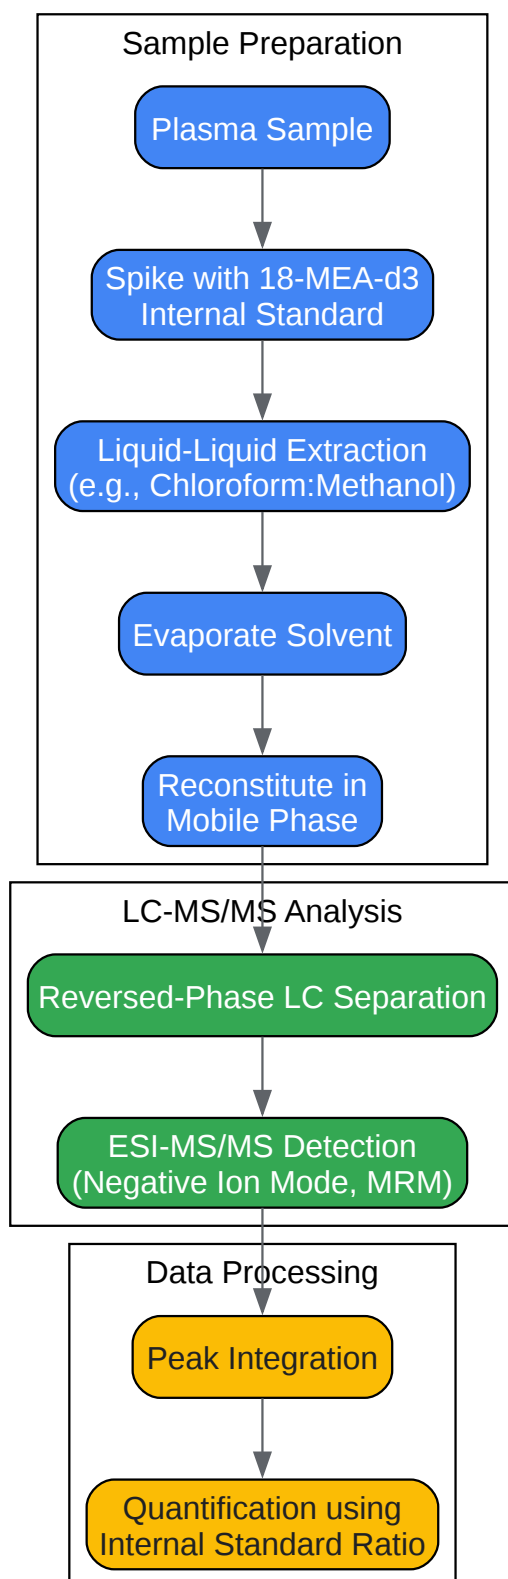 Sample Preparation
Plasma Sample
Spike with 18-MEA-d3
Internal Standard
Liquid-Liquid Extraction
(e.g., Chloroform:Methanol)
Evaporate Solvent
Reconstitute in
Mobile Phase
LC-MS/MS Analysis
Reversed-Phase LC Separation
ESI-MS/MS Detection
(Negative Ion Mode, MRM)
Data Processing
Peak Integration
Quantification using
Internal Standard Ratio